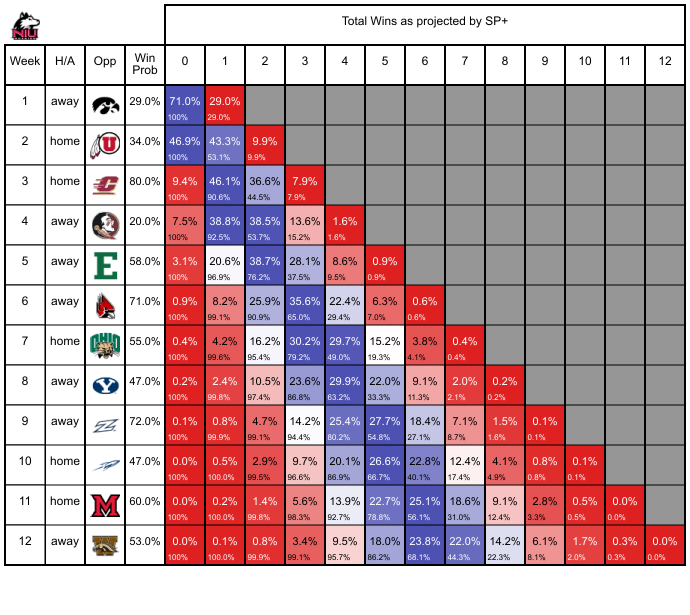 NIU
Total Wins as projected by SP+
Week H/A Opp Win Prob 0 1 2 3 4 5 6 7 8 9 10 11 12
1 away 29.0% 71.0% 29.0%
100% 29.0%
2 home U 34.0% 46.9% 43.3% 9.9%
100% 53.1% 9.9%
3 home C 80.0% 9.4% 46.1% 36.6% 7.9%
100% 90.6% 44.5% 7.9%
4 away 20.0% 7.5% 38.8% 38.5% 13.6% 1.6%
100% 92.5% 53.7% 15.2% 1.6%
5 away E 58.0% 3.1% 20.6% 38.7% 28.1% 8.6% 0.9%
100% 96.9% 76.2% 37.5% 9.5% 0.9%
6 away 71.0% 0.9% 8.2% 25.9% 35.6% 22.4% 6.3% 0.6%
100% 99.1% 90.9% 65.0% 29.4% 7.0% 0.6%
7 home OHIO 55.0% 0.4% 4.2% 16.2% 30.2% 29.7% 15.2% 3.8% 0.4%
100% 99.6% 95.4% 79.2% 49.0% 19.3% 4.1% 0.4%
8 away BY 47.0% 0.2% 2.4% 10.5% 23.6% 29.9% 22.0% 9.1% 2.0% 0.2%
100% 99.8% 97.4% 86.8% 63.2% 33.3% 11.3% 2.1% 0.2%
9 away 72.0% 0.1% 0.8% 4.7% 14.2% 25.4% 27.7% 18.4% 7.1% 1.5% 0.1%
100% 99.9% 99.1% 94.4% 80.2% 54.8% 27.1% 8.7% 1.6% 0.1%
10 home 47.0% 0.0% 0.5% 2.9% 9.7% 20.1% 26.6% 22.8% 12.4% 4.1% 0.8% 0.1%
100% 100.0% 99.5% 96.6% 86.9% 66.7% 40.1% 17.4% 4.9% 0.8% 0.1%
11 home M 60.0% 0.0% 0.2% 1.4% 5.6% 13.9% 22.7% 25.1% 18.6% 9.1% 2.8% 0.5% 0.0%
100% 100.0% 99.8% 98.3% 92.7% 78.8% 56.1% 31.0% 12.4% 3.3% 0.5% 0.0%
12 away W 53.0% 0.0% 0.1% 0.8% 3.4% 9.5% 18.0% 23.8% 22.0% 14.2% 6.1% 1.7% 0.3% 0.0%
100% 100.0% 99.9% 99.1% 95.7% 86.2% 68.1% 44.3% 22.3% 8.1% 2.0% 0.3% 0.0%